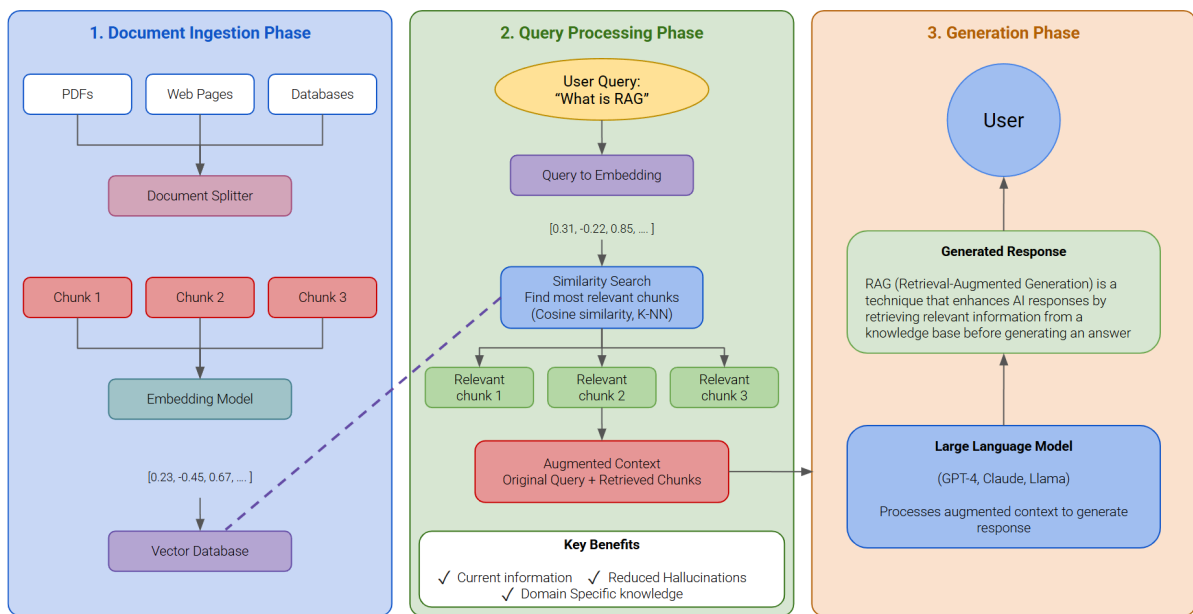 1. Document Ingestion Phase
PDFs
Web Pages
Databases
Document Splitter
Chunk 1
Chunk 2
Chunk 3
Embedding Model
[0.23, -0.45, 0.67, .... ]
Vector Database
2. Query Processing Phase
User Query:
“What is RAG”
Query to Embedding
[0.31, -0.22, 0.85, .... ]
Similarity Search
Find most relevant chunks
(Cosine similarity, K-NN)
Relevant
chunk 1
Relevant
chunk 2
Relevant
chunk 3
Augmented Context
Original Query + Retrieved Chunks
Key Benefits
✓ Current information ✓ Reduced Hallucinations
✓ Domain Specific knowledge
3. Generation Phase
User
Generated Response
RAG (Retrieval-Augmented Generation) is a
technique that enhances AI responses by
retrieving relevant information from a
knowledge base before generating an answer
Large Language Model
(GPT-4, Claude, Llama)
Processes augmented context to generate
response